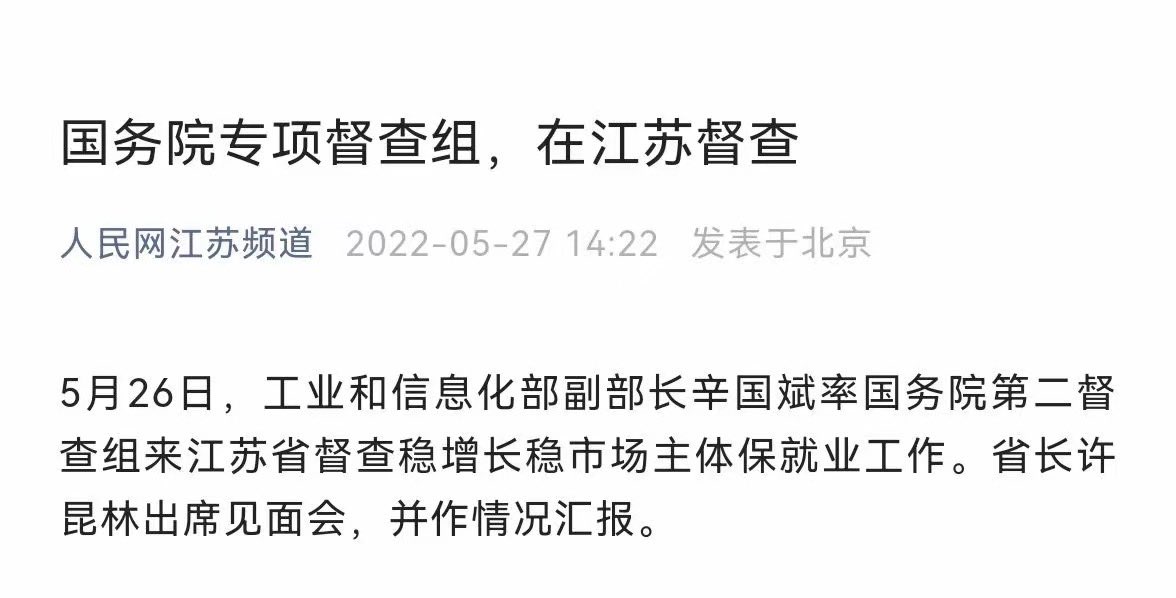 国务院专项督查组，在江苏督查
人民网江苏频道 2022-05-27 14:22 发表于北京
5月26日，工业和信息化部副部长辛国斌率国务院第二督
查组来江苏省督查稳增长稳市场主体保就业工作。省长许
昆林出席见面会，并作情况汇报。